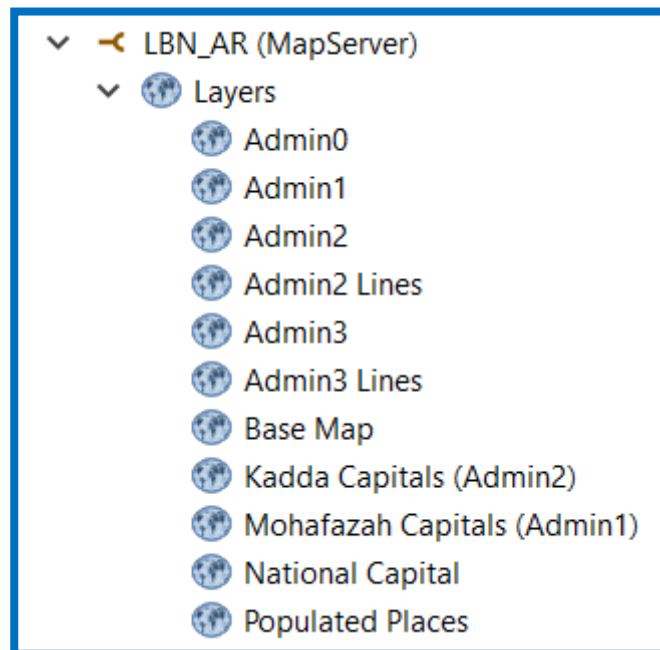 LBN_AR (MapServer)
Layers
Admin0
Admin1
Admin2
Admin2 Lines
Admin3
Admin3 Lines
Base Map
Kadda Capitals (Admin2)
Mohafazah Capitals (Admin1)
National Capital
Populated Places